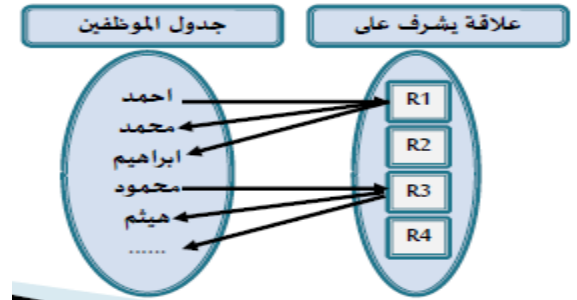 علاقة يشرف على
جدول الموظفين
R1
R2
R3
R4
احمد
محمد
ابراهيم
محمود
هيثم
......